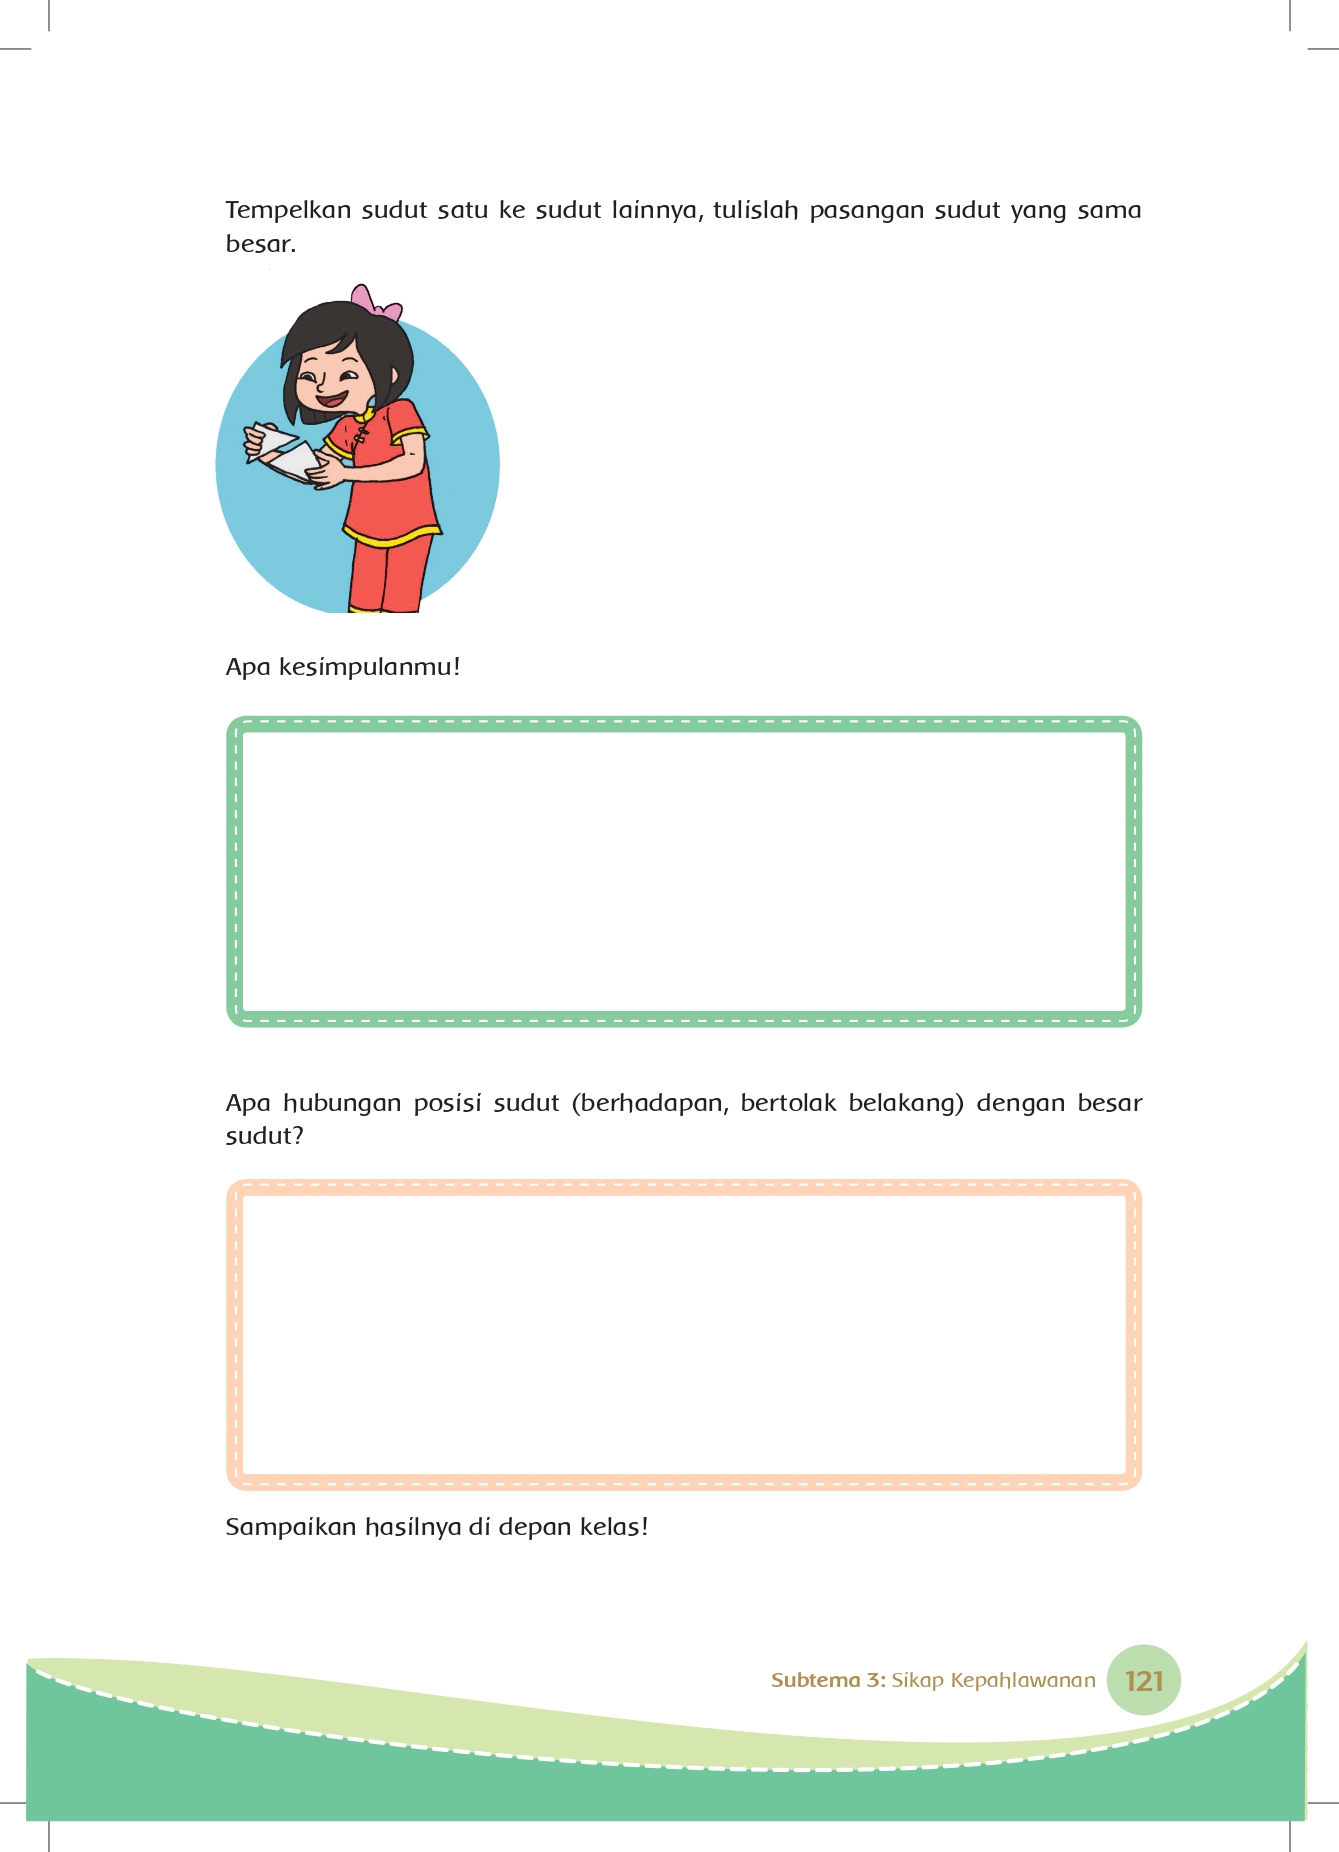 Tempelkan sudut satu ke sudut lainnya, tulislah pasangan sudut yang sama
besar.
Apa kesimpulanmu!
Apa hubungan posisi sudut (berhadapan, bertolak belakang) dengan besar
sudut?
Sampaikan hasilnya di depan kelas!
Subtema 3: Sikap Kepahlawanan 121